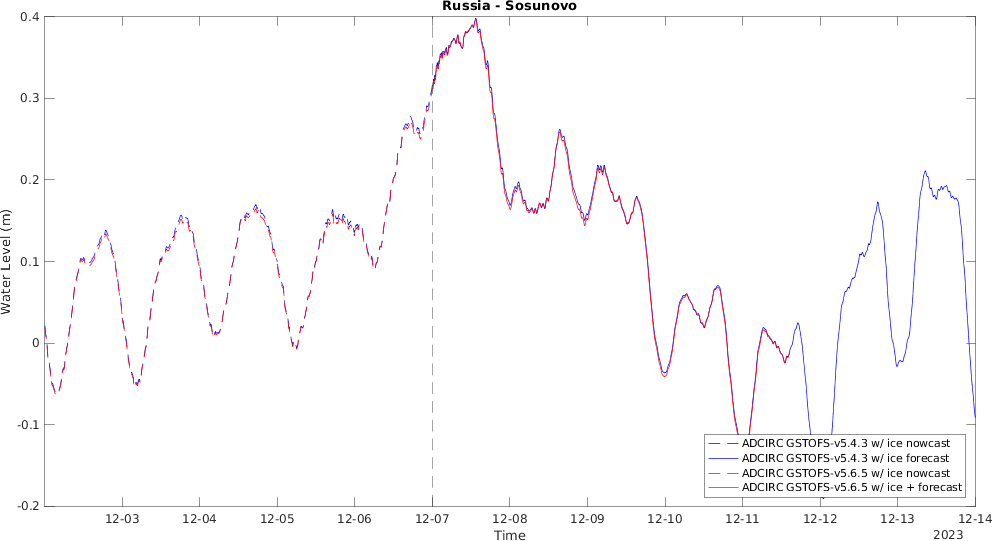 Russia - Sosunovo
0.4
0.3
0.2
0.1
0
-0.1
-0.2
Water Level (m)
ADCIRC GSTOFS-v5.4.3 w/ ice nowcast
ADCIRC GSTOFS-v5.4.3 w/ ice forecast
ADCIRC GSTOFS-v5.6.5 w/ ice nowcast
ADCIRC GSTOFS-v5.6.5 w/ ice + forecast
12-03 12-04 12-05 12-06 12-07 12-08 12-09 12-10 12-11 12-12 12-13 12-14
Time
2023